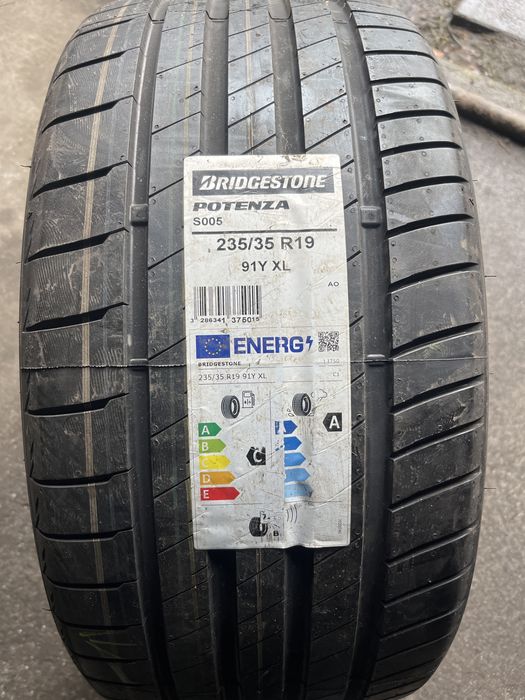 BRIDGESTONE
POTENZA
S005
235/35 R19
91Y XL
AO
3 286341 375015
ENERG
BRIDGESTONE
13750
235/35 R19 91Y XL
C1
A
B
C
D
E
C
A
B